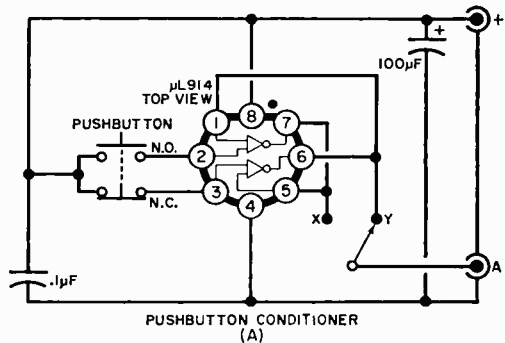 +
+
100µF
µL914
TOP VIEW
PUSHBUTTON
1
8
7
N.O.
2
6
N.C.
3
5
4
X
Y
A
.1µF
PUSHBUTTON CONDITIONER
(A)